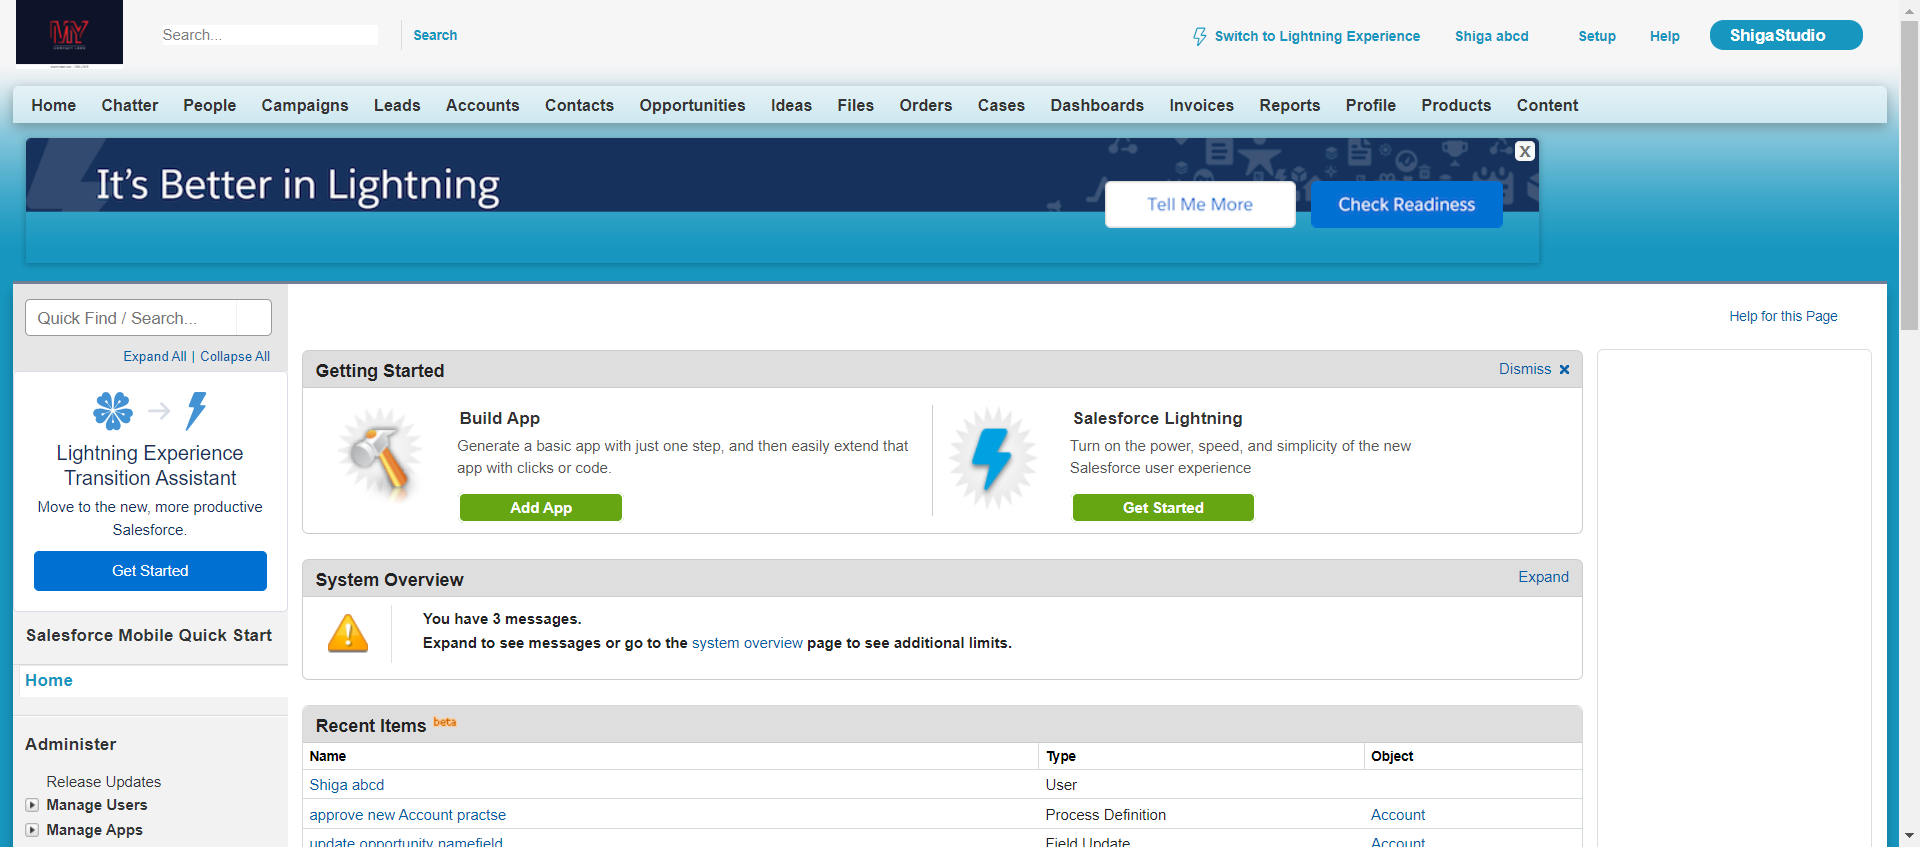 MY
Search...
Search
Switch to Lightning Experience
Shiga abcd
Setup
Help
ShigaStudio
Home Chatter People Campaigns Leads Accounts Contacts Opportunities Ideas Files Orders Cases Dashboards Invoices Reports Profile Products Content
It's Better in Lightning
X
Tell Me More
Check Readiness
Quick Find / Search...
Expand All | Collapse All
Lightning Experience
Transition Assistant
Move to the new, more productive
Salesforce.
Get Started
Salesforce Mobile Quick Start
Home
Administer
Release Updates
Manage Users
Manage Apps
Help for this Page
Getting Started
Dismiss
Build App
Generate a basic app with just one step, and then easily extend that
app with clicks or code.
Add App
Salesforce Lightning
Turn on the power, speed, and simplicity of the new
Salesforce user experience
Get Started
System Overview
Expand
You have 3 messages.
Expand to see messages or go to the system overview page to see additional limits.
Recent Items beta
Name Type Object
Shiga abcd User
approve new Account practse Process Definition Account
update opportunity namefield Field Update Account